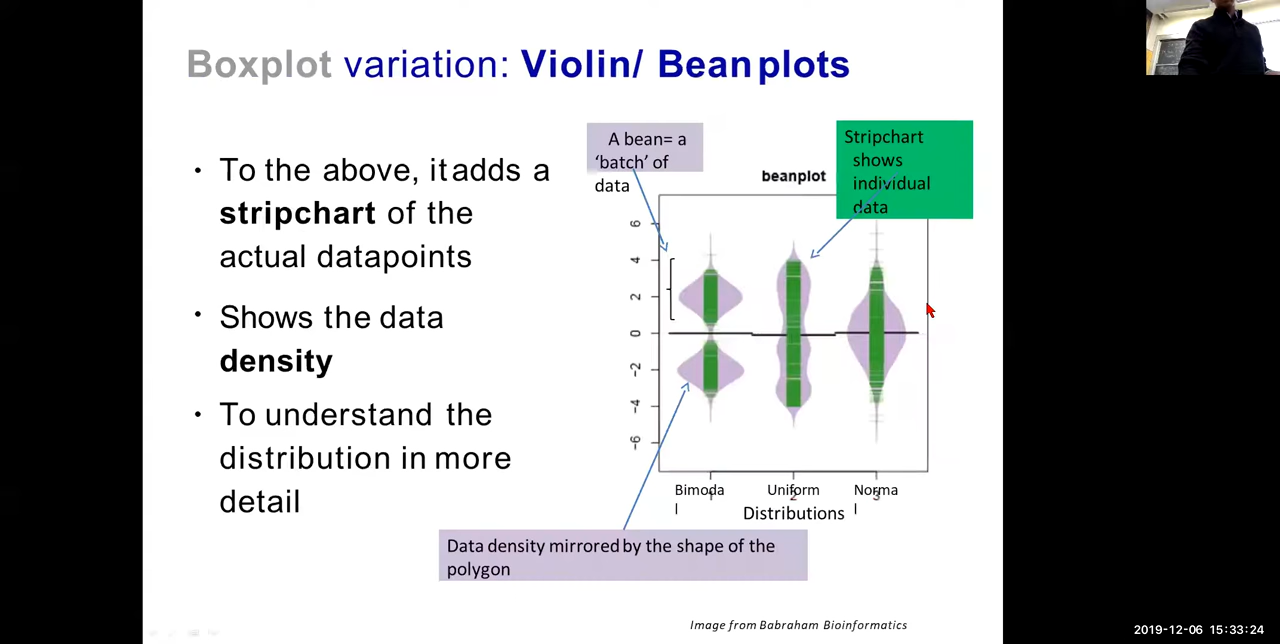 Boxplot variation: Violin/ Beanplots
• To the above, it adds a
stripchart of the
actual datapoints
• Shows the data
density
• To understand the
distribution in more
detail
A bean= a
‘batch’ of
data
Stripchart
shows
individual
data
beanplot
6
4
2
0
-2
-4
-6
Bimoda
l
1
Uniform
2
Norma
l
3
Distributions
Data density mirrored by the shape of the
polygon
Image from Babraham Bioinformatics
2019-12-06 15:33:24